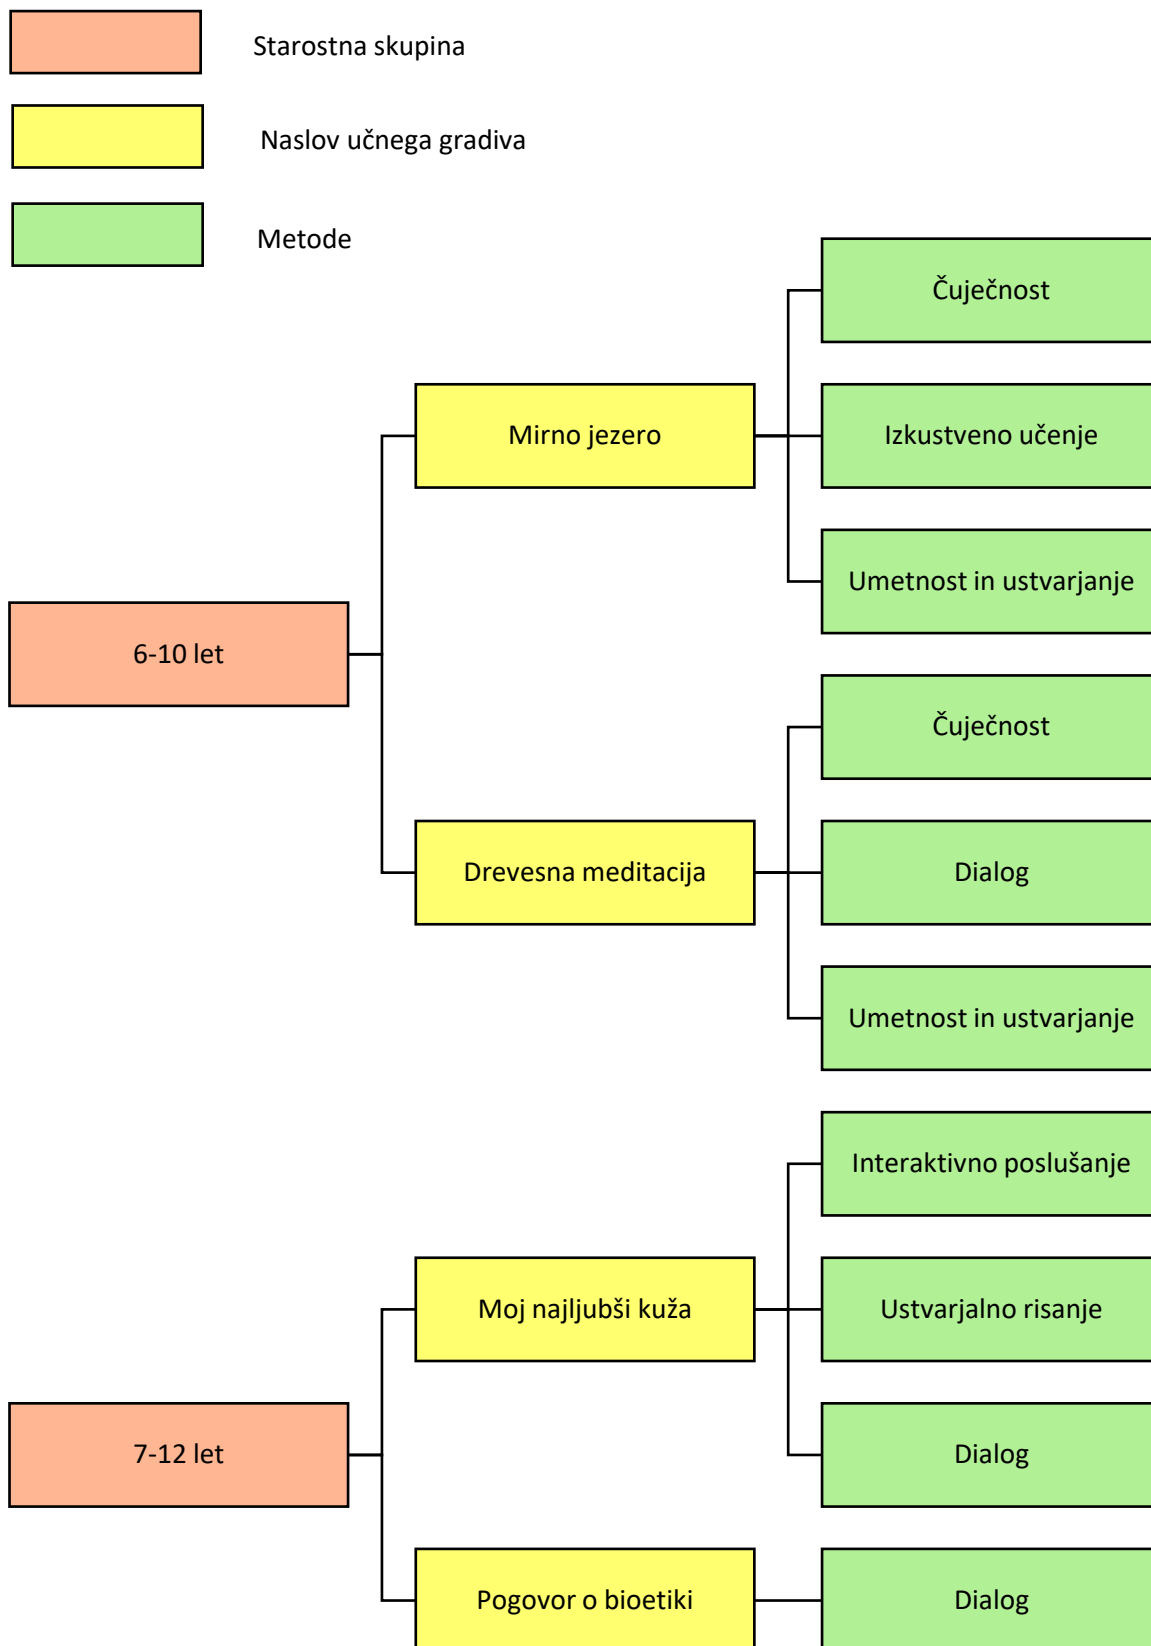 Starostna skupina
Naslov učnega gradiva
Metode
6-10 let
Mirno jezero
Čuječnost
Izkustveno učenje
Umetnost in ustvarjanje
Drevesna meditacija
Čuječnost
Dialog
Umetnost in ustvarjanje
7-12 let
Moj najljubši kuža
Interaktivno poslušanje
Ustvarjalno risanje
Dialog
Pogovor o bioetiki
Dialog